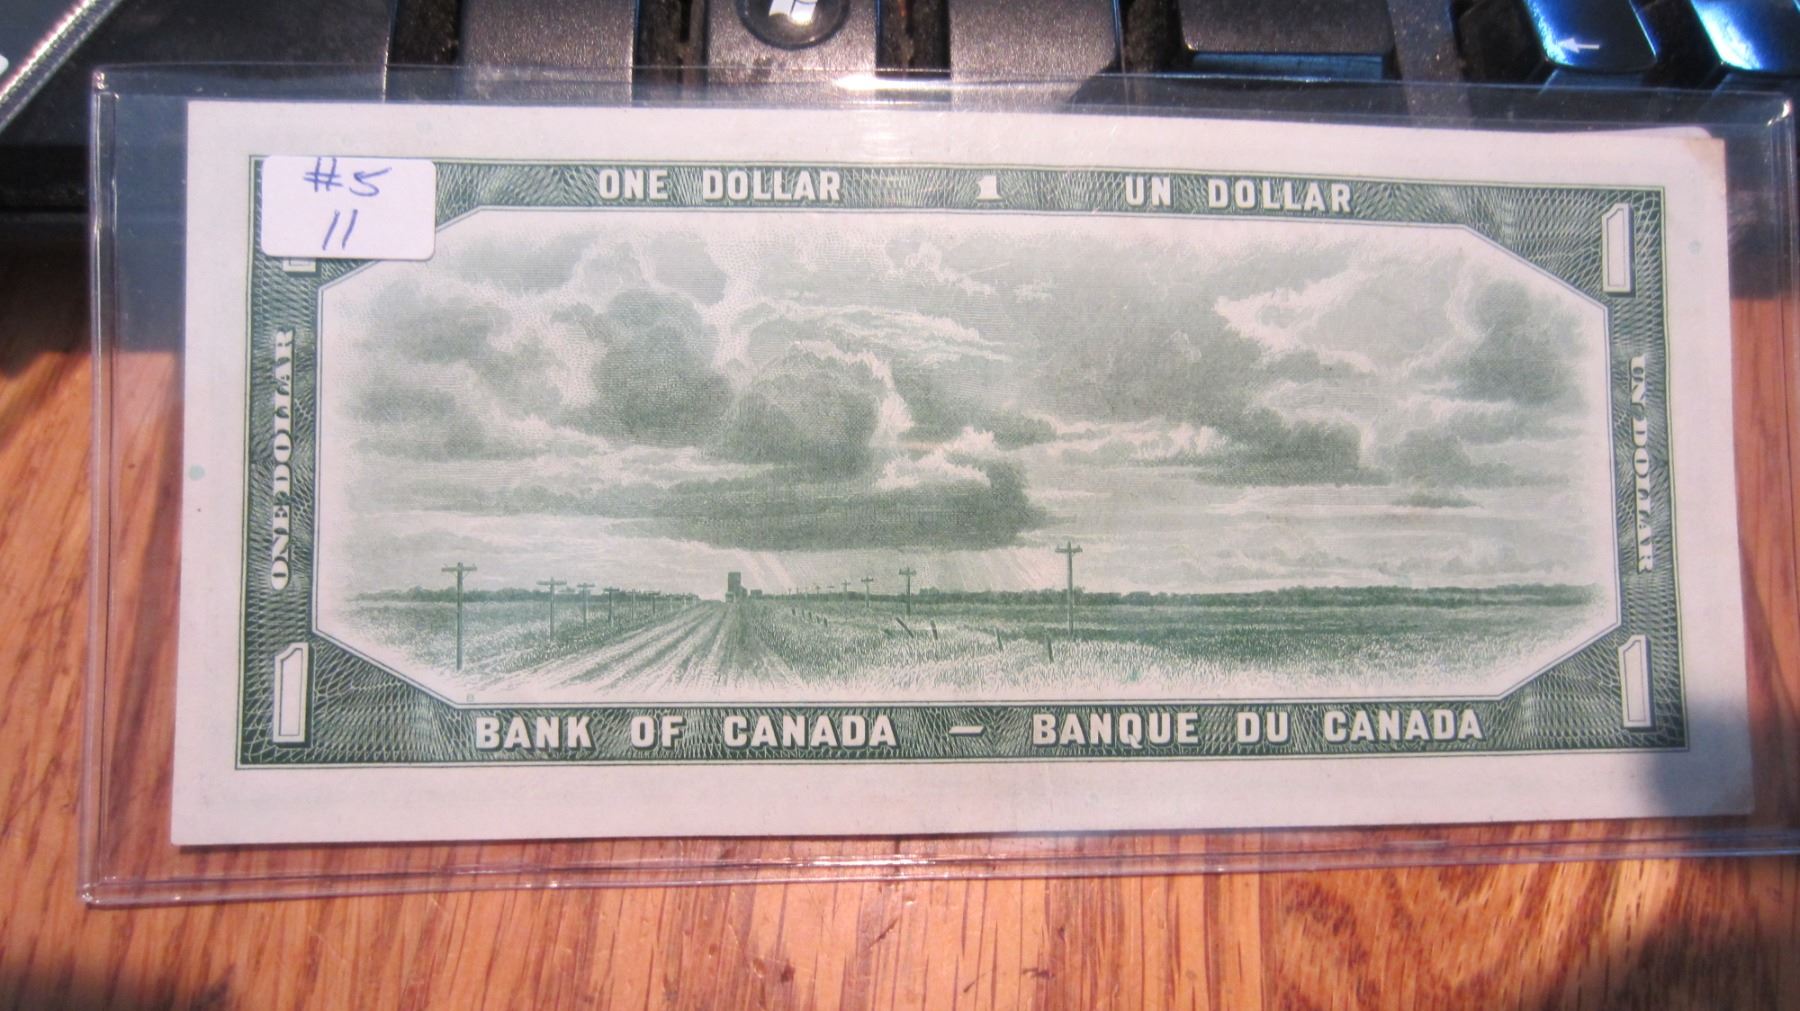 #5
11
ONE DOLLAR 1 UN DOLLAR
1
ONE DOLLAR
UN DOLLAR
1
1
BANK OF CANADA – BANQUE DU CANADA